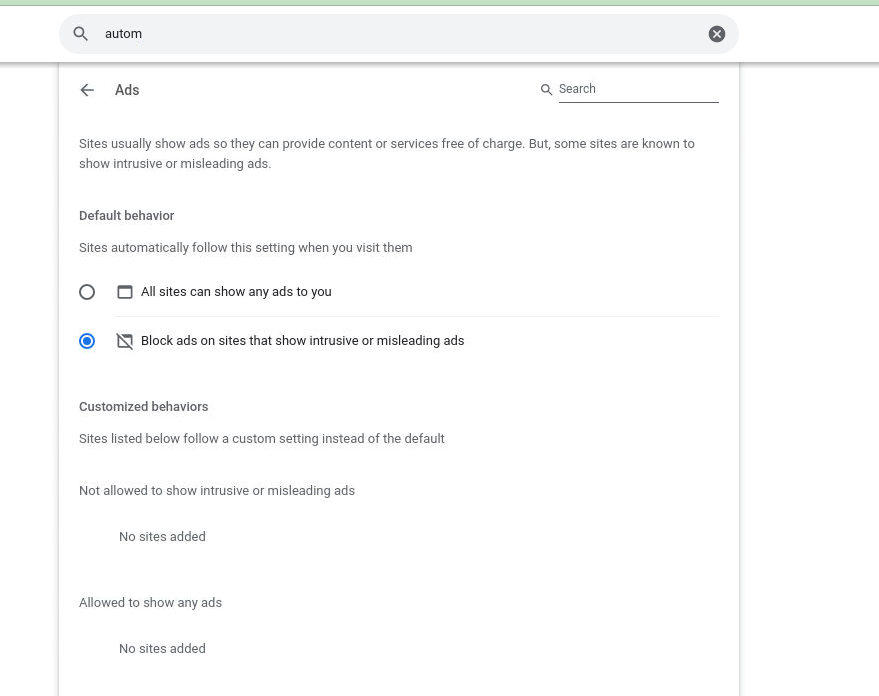 autom
Ads
Search
Sites usually show ads so they can provide content or services free of charge. But, some sites are known to
show intrusive or misleading ads.
Default behavior
Sites automatically follow this setting when you visit them
All sites can show any ads to you
Block ads on sites that show intrusive or misleading ads
Customized behaviors
Sites listed below follow a custom setting instead of the default
Not allowed to show intrusive or misleading ads
No sites added
Allowed to show any ads
No sites added